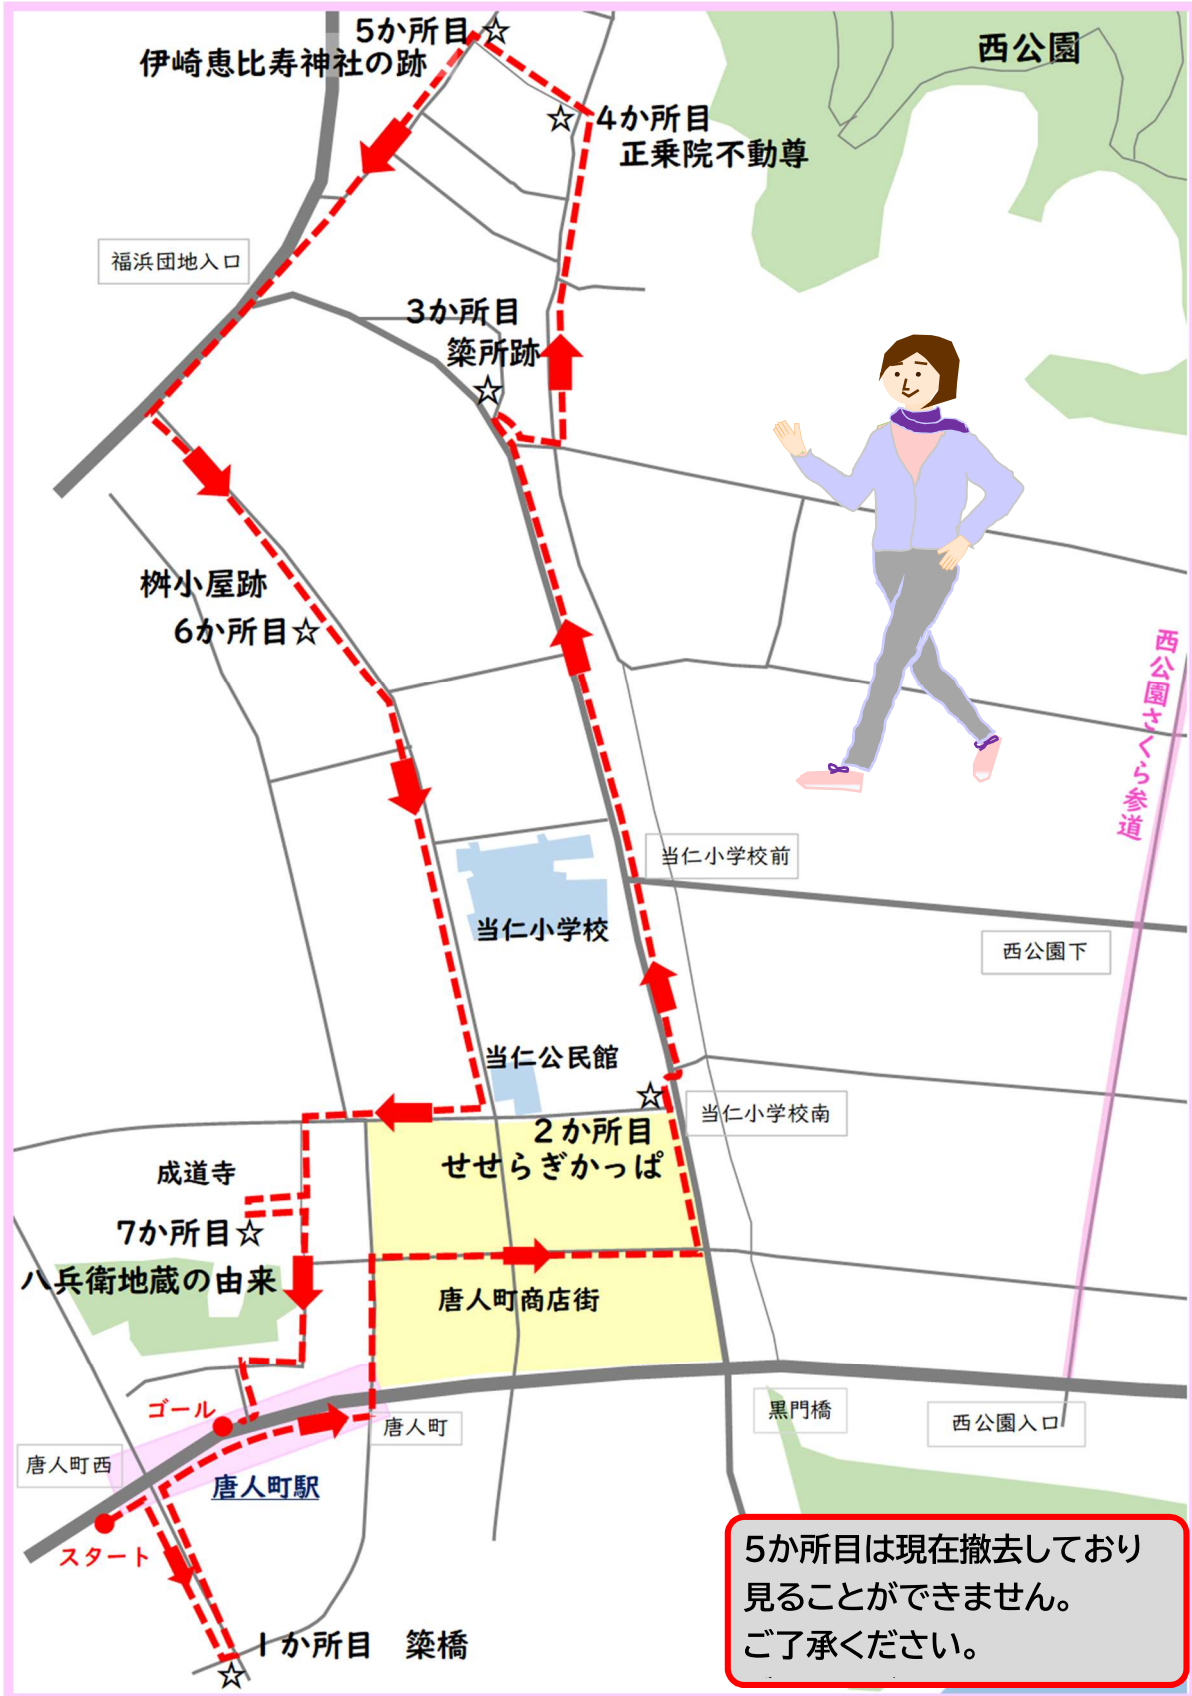 5か所目☆
伊崎恵比寿神社の跡
西公園
☆4か所目
正乗院不動尊
福浜団地入口
3か所目
築所跡
☆
桝小屋跡
6か所目☆
西公園さくら参道
当仁小学校前
当仁小学校
西公園下
当仁公民館
☆
当仁小学校南
2か所目
せせらぎかっぱ
成道寺
7か所目☆
八兵衛地蔵の由来
唐人町商店街
ゴール
唐人町
黒門橋
西公園入口
唐人町西
唐人町駅
スタート
1か所目 築橋
☆
5か所目は現在撤去しており
見ることができません。
ご了承ください。